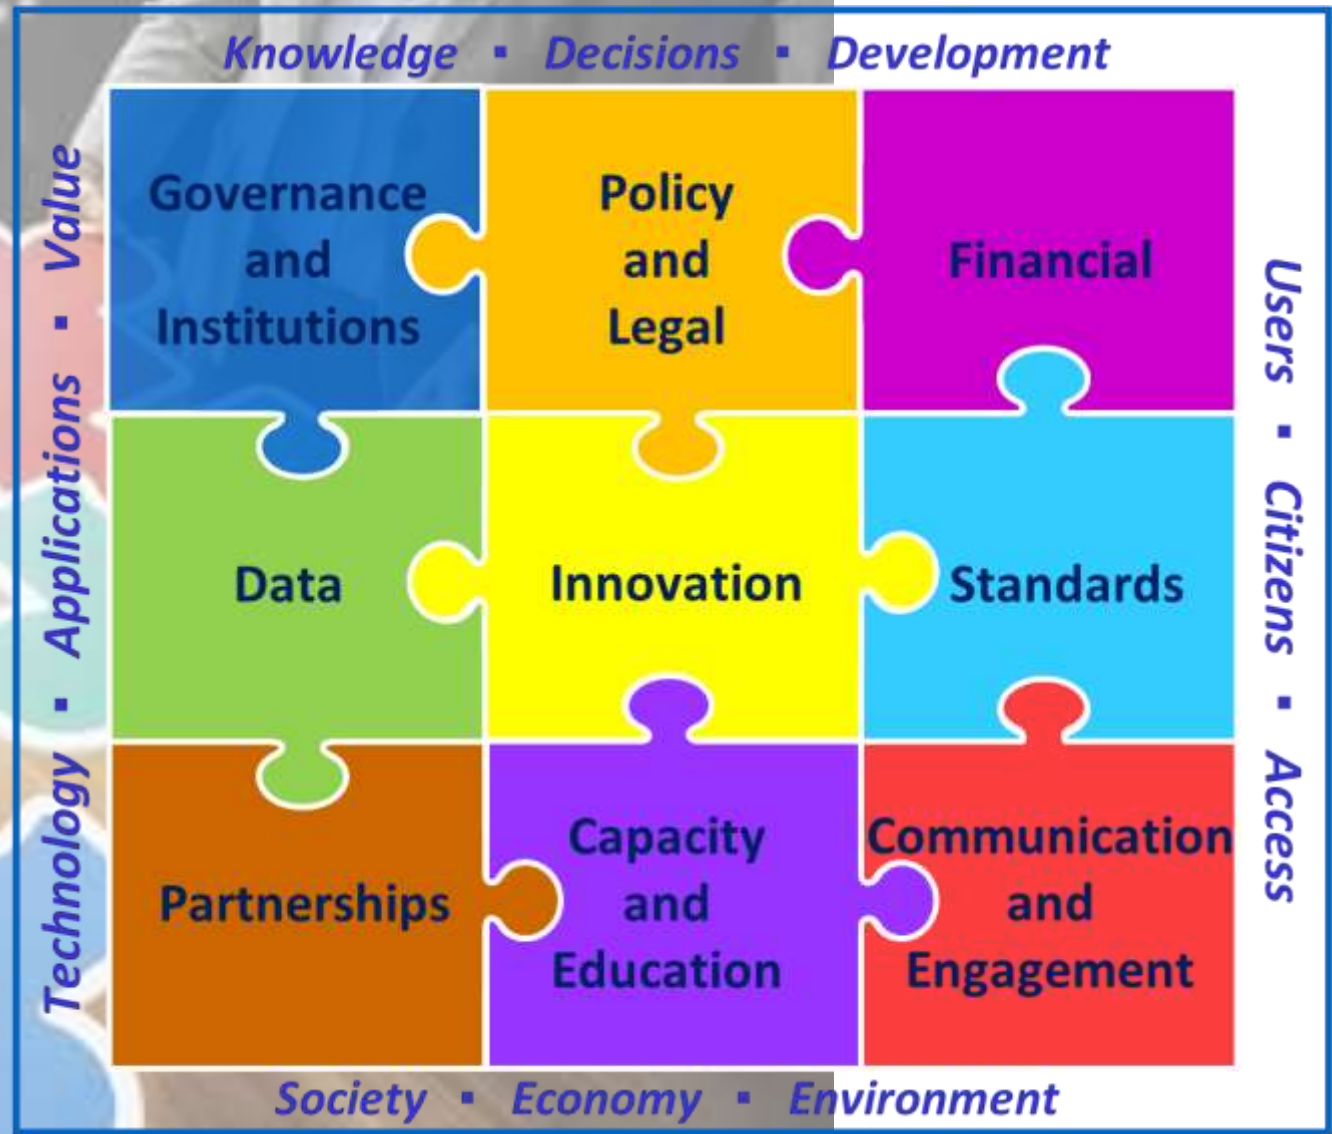 Knowledge ▪ Decisions ▪ Development
Technology ▪ Applications ▪ Value
Governance
and
Institutions
Policy
and
Legal
Financial
Data
Innovation
Standards
Partnerships
Capacity
and
Education
Communication
and
Engagement
Users ▪ Citizens ▪ Access
Society ▪ Economy ▪ Environment